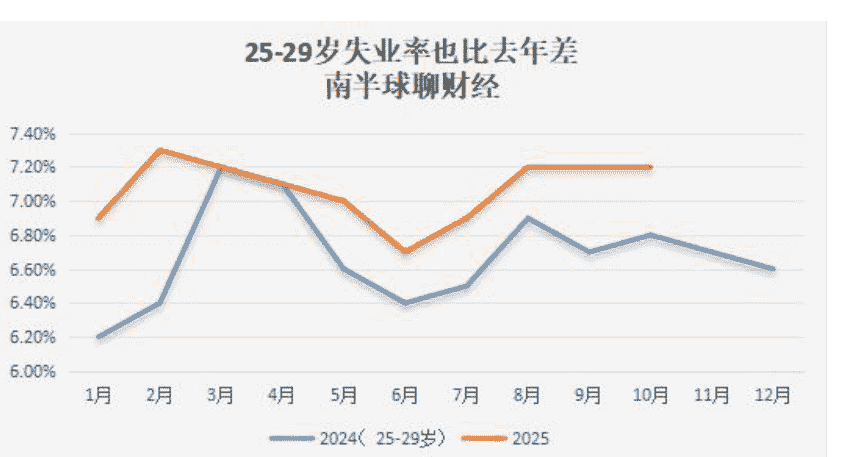 25-29岁失业率也比去年差
南半球聊财经
7.40%
7.20%
7.00%
6.80%
6.60%
6.40%
6.20%
6.00%
1月 2月 3月 4月 5月 6月 7月 8月 9月 10月 11月 12月
2024( 25-29岁) 2025